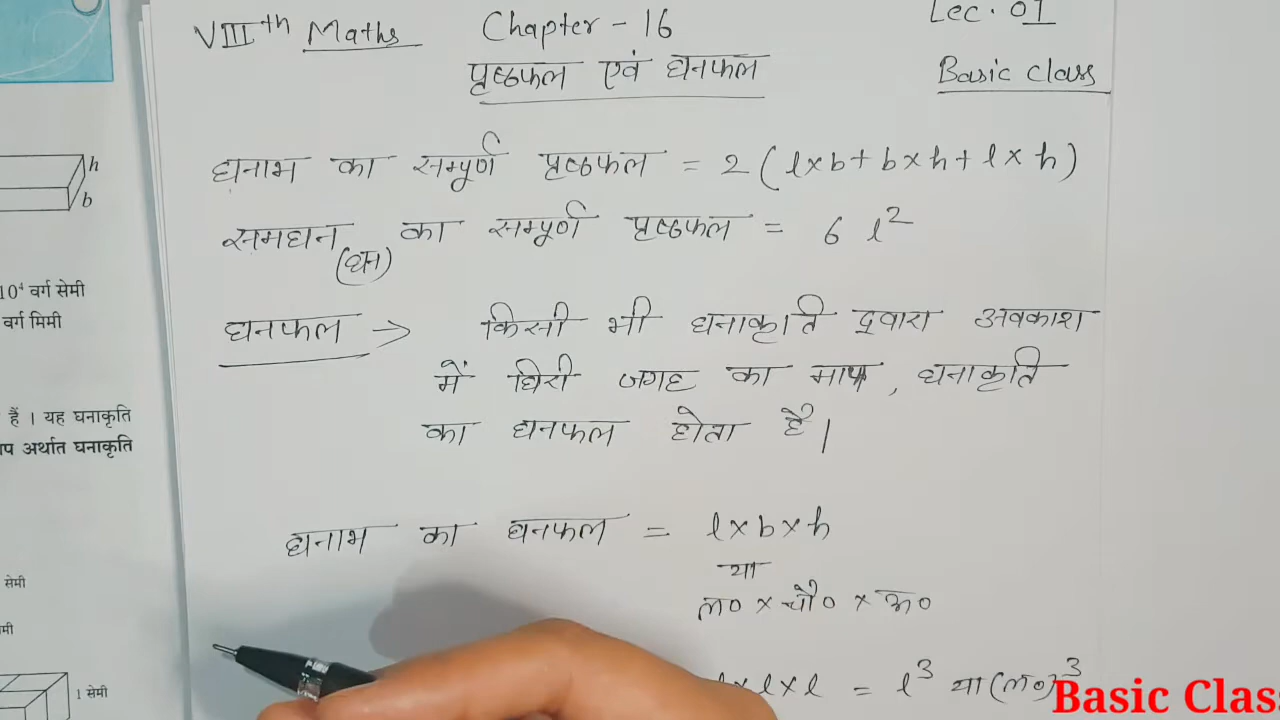 VIIIth Maths Chapter - 16 Lec. 01
पृष्ठफल एवं घनफल Basic Class
h
b
घनाभ का सम्पूर्ण पृष्ठफल = 2 (l×b + b×h + l×h)
समघन का सम्पूर्ण पृष्ठफल = 6 l²
(घन)
10⁴ वर्ग सेमी
वर्ग मिमी
घनफल → किसी भी घनाकृति द्वारा अवकाश
में घिरी जगह का माप, घनाकृति
का घनफल होता है।
हैं । यह घनाकृति
अर्थात घनाकृति
घनाभ का घनफल = l×b×h
या
ल० × चौ० × ऊ०
सेमी
l×l×l = l³ या (ल०)³
1 सेमी
Basic Clas